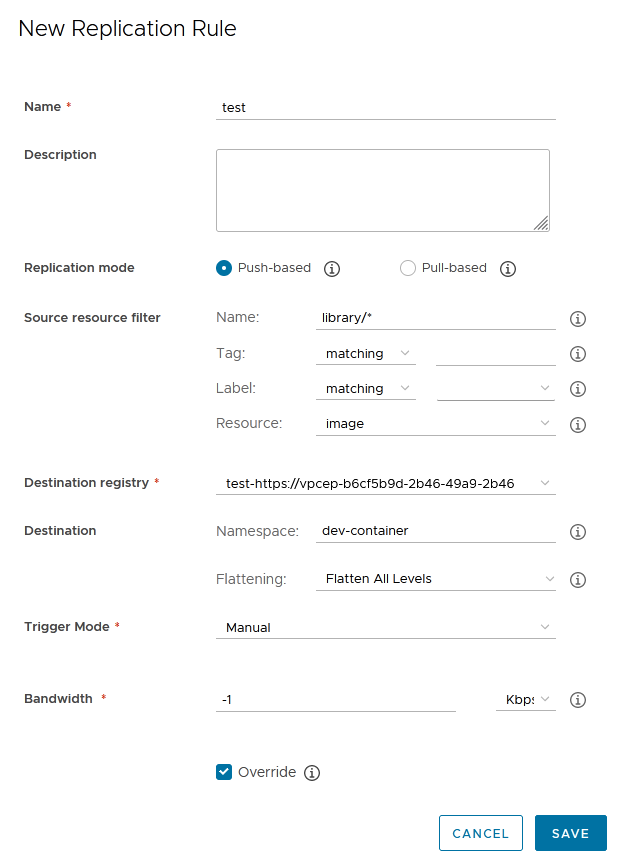 New Replication Rule
Name *
test
Description
Replication mode
Push-based
Pull-based
Source resource filter
Name:
library/*
Tag:
matching
Label:
matching
Resource:
image
Destination registry *
test-https://vpcep-b6cf5b9d-2b46-49a9-2b46
Destination
Namespace:
dev-container
Flattening:
Flatten All Levels
Trigger Mode *
Manual
Bandwidth *
-1
Kbps
Override
CANCEL
SAVE